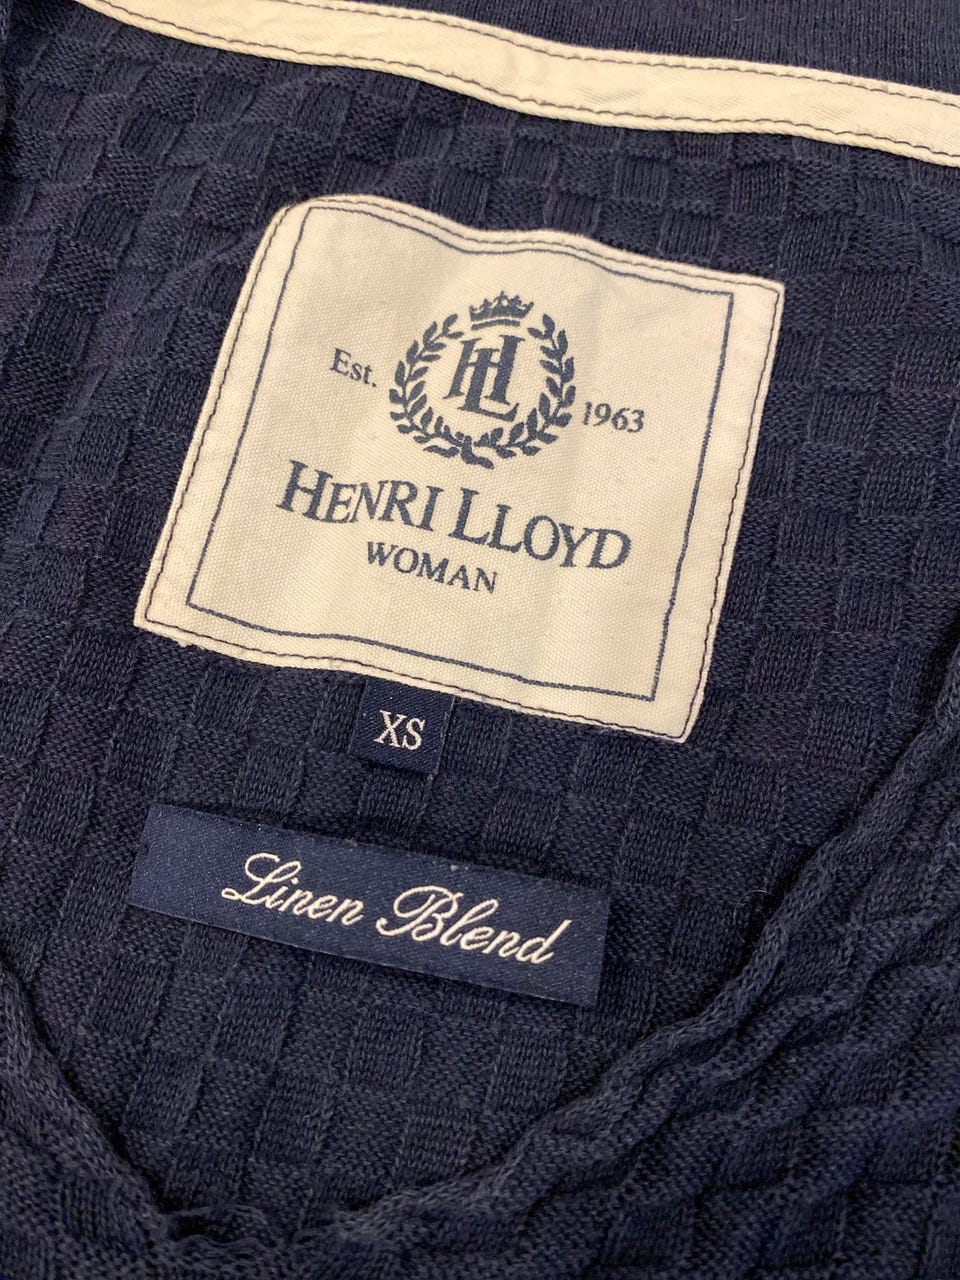 Est. HL 1963
HENRI LLOYD
WOMAN
XS
Linen Blend